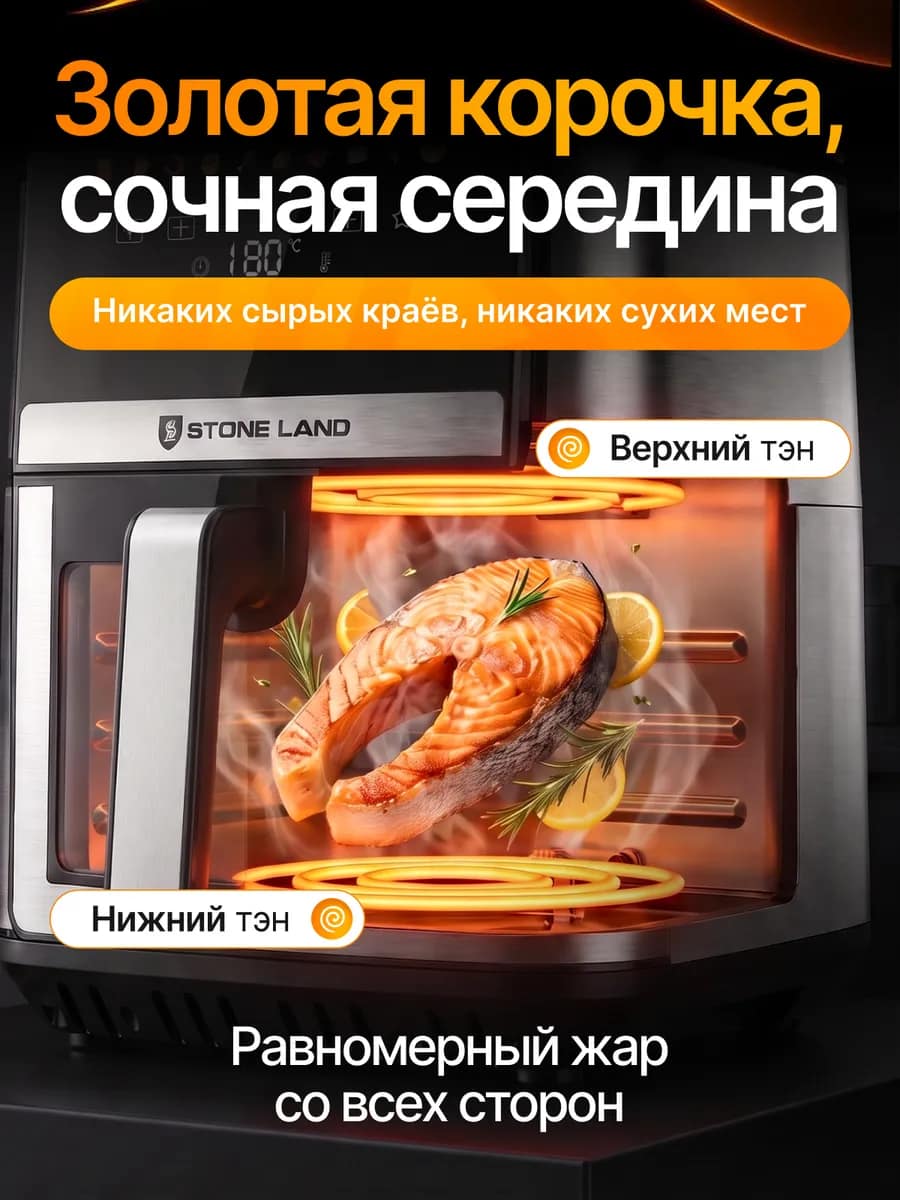 Золотая корочка,
сочная середина
180 °C
Никаких сырых краёв, никаких сухих мест
STONE LAND
Верхний тэн
Нижний тэн
Равномерный жар
со всех сторон